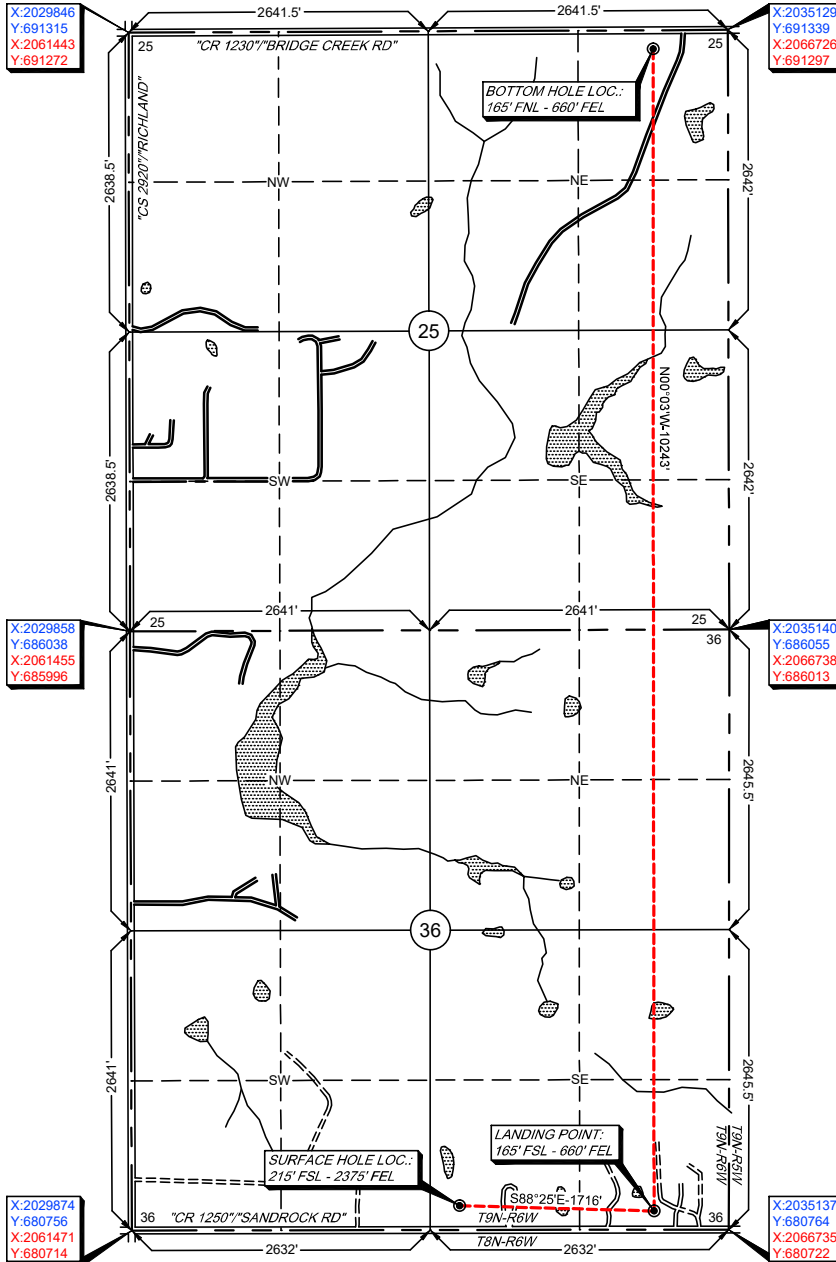 X:2029846
Y:691315
X:2061443
Y:691272
2641.5'
2641.5'
X:2035129
Y:691339
X:2066726
Y:691297
25
"CR 1230"/"BRIDGE CREEK RD"
25
"CS 2920"/"RICHLAND"
BOTTOM HOLE LOC.:
165' FNL - 660' FEL
2638.5'
NW
NE
2642'
25
N00°03'W-10243'
2638.5'
SW
SE
2642'
X:2029858
Y:686038
X:2061455
Y:685996
25
2641'
2641'
25
36
X:2035140
Y:686055
X:2066738
Y:686013
2641'
NW
NE
2645.5'
36
2641'
SW
SE
2645.5'
T9N-R6W
T9N-R5W
SURFACE HOLE LOC.:
215' FSL - 2375' FEL
LANDING POINT:
165' FSL - 660' FEL
S88°25'E-1716'
X:2029874
Y:680756
X:2061471
Y:680714
36
"CR 1250"/"SANDROCK RD"
T9N-R6W
T8N-R6W
36
2632'
2632'
X:2035137
Y:680764
X:2066735
Y:680722